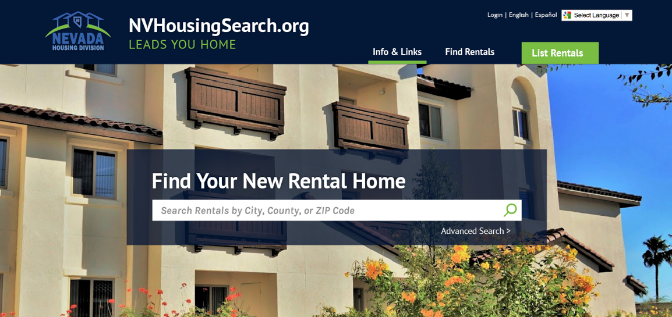 NEVADA
HOUSING DIVISION
NVHousingSearch.org
LEADS YOU HOME
Login | English | Español
Select Language ▼
Info & Links
Find Rentals
List Rentals
Find Your New Rental Home
Search Rentals by City, County, or ZIP Code
Advanced Search >